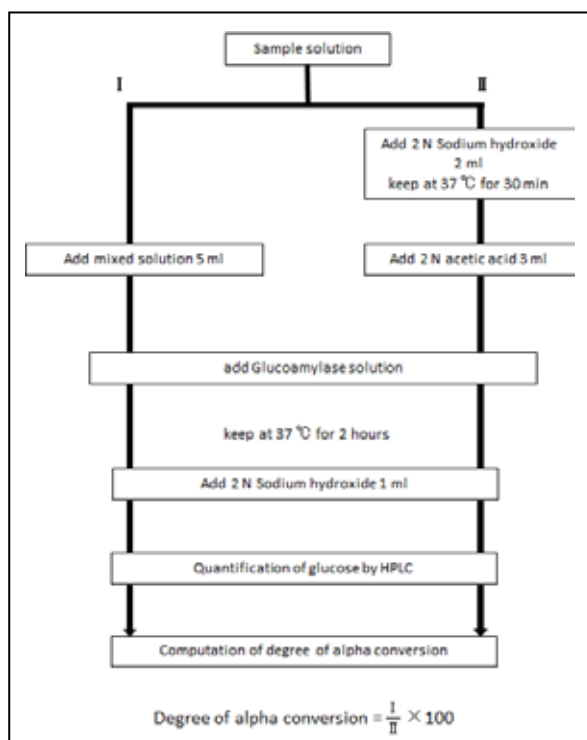 Sample solution
Ⅰ
Ⅱ
Add 2 N Sodium hydroxide
2 ml
keep at 37 ℃ for 30 min
Add mixed solution 5 ml
Add 2 N acetic acid 3 ml
add Glucoamylase solution
keep at 37 ℃ for 2 hours
Add 2 N Sodium hydroxide 1 ml
Quantification of glucose by HPLC
Computation of degree of alpha conversion
Degree of alpha conversion = Ⅰ/Ⅱ × 100